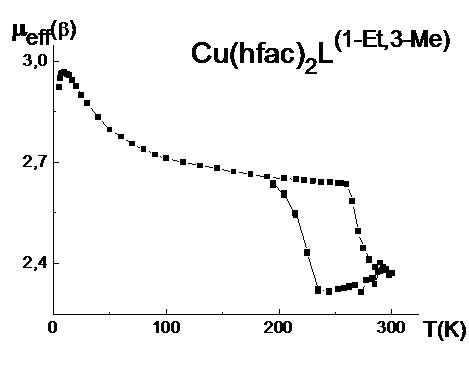 μeff(β)
Cu(hfac)2L(1-Et,3-Me)
3,0
2,7
2,4
0
100
200
300
T(K)